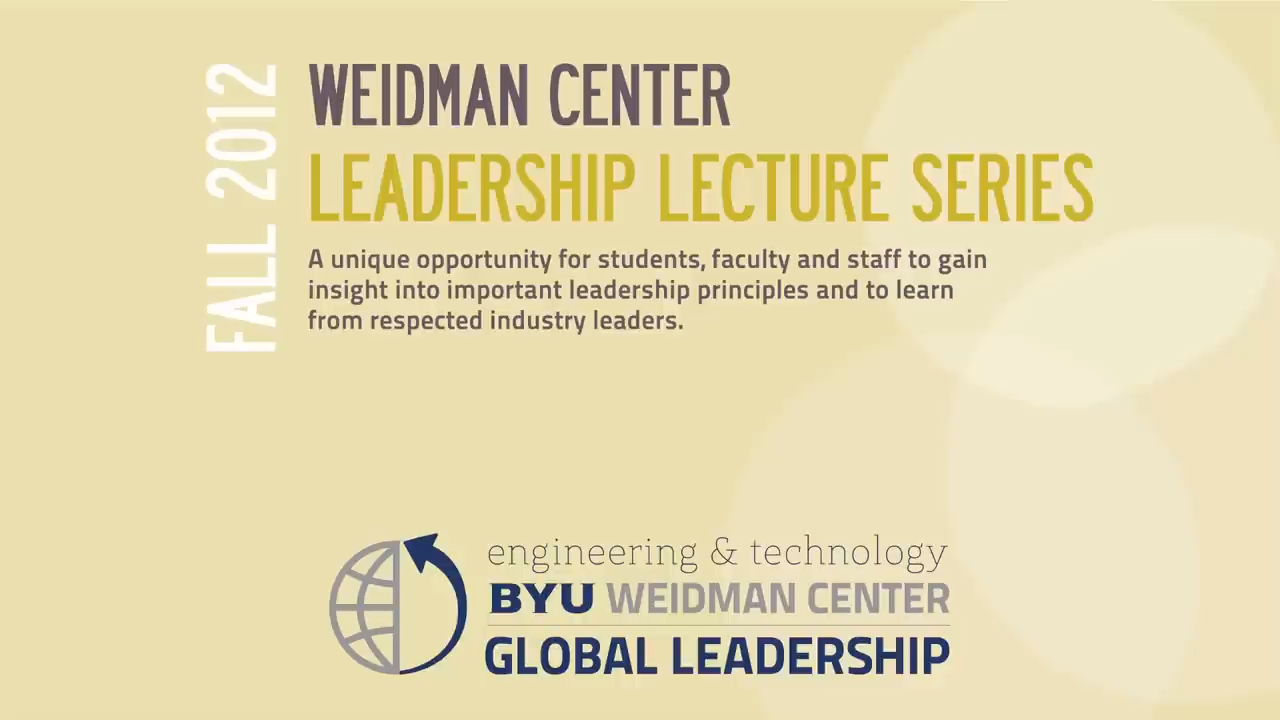 FALL 2012
WEIDMAN CENTER
LEADERSHIP LECTURE SERIES
A unique opportunity for students, faculty and staff to gain
insight into important leadership principles and to learn
from respected industry leaders.
engineering & technology
BYU WEIDMAN CENTER
GLOBAL LEADERSHIP